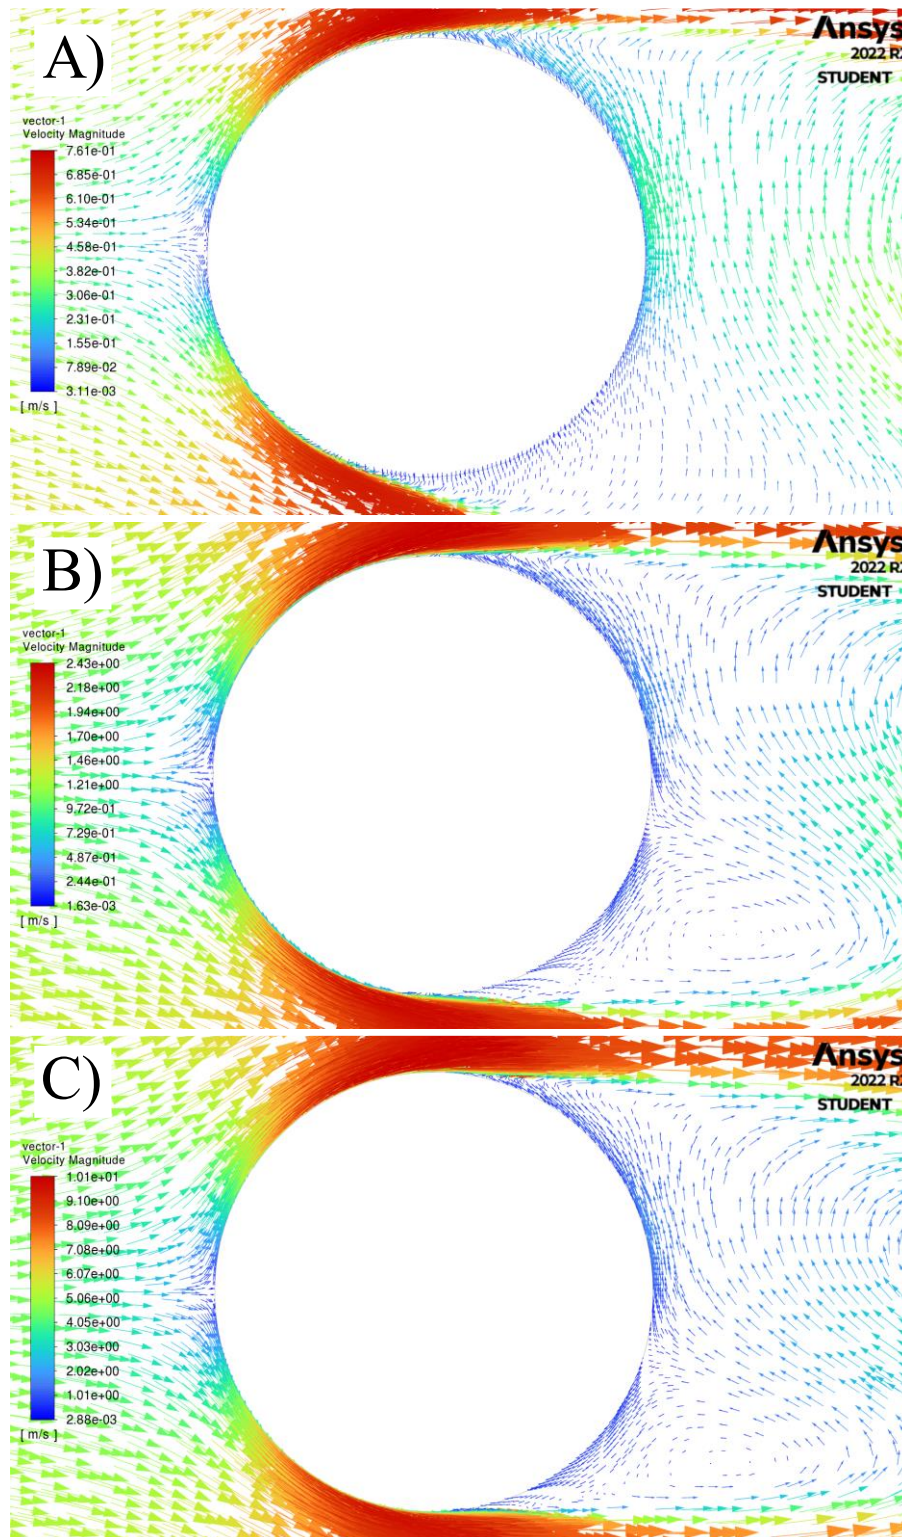 A)
Ansys
2022 R2
STUDENT
vector-1
Velocity Magnitude
7.61e-01
6.85e-01
6.10e-01
5.34e-01
4.58e-01
3.82e-01
3.06e-01
2.31e-01
1.55e-01
7.89e-02
3.11e-03
[ m/s ]
B)
Ansys
2022 R2
STUDENT
vector-1
Velocity Magnitude
2.43e+00
2.18e+00
1.94e+00
1.70e+00
1.46e+00
1.21e+00
9.72e-01
7.29e-01
4.87e-01
2.44e-01
1.63e-03
[ m/s ]
C)
Ansys
2022 R2
STUDENT
vector-1
Velocity Magnitude
1.01e+01
9.10e+00
8.09e+00
7.08e+00
6.07e+00
5.06e+00
4.05e+00
3.03e+00
2.02e+00
1.01e+00
2.88e-03
[ m/s ]